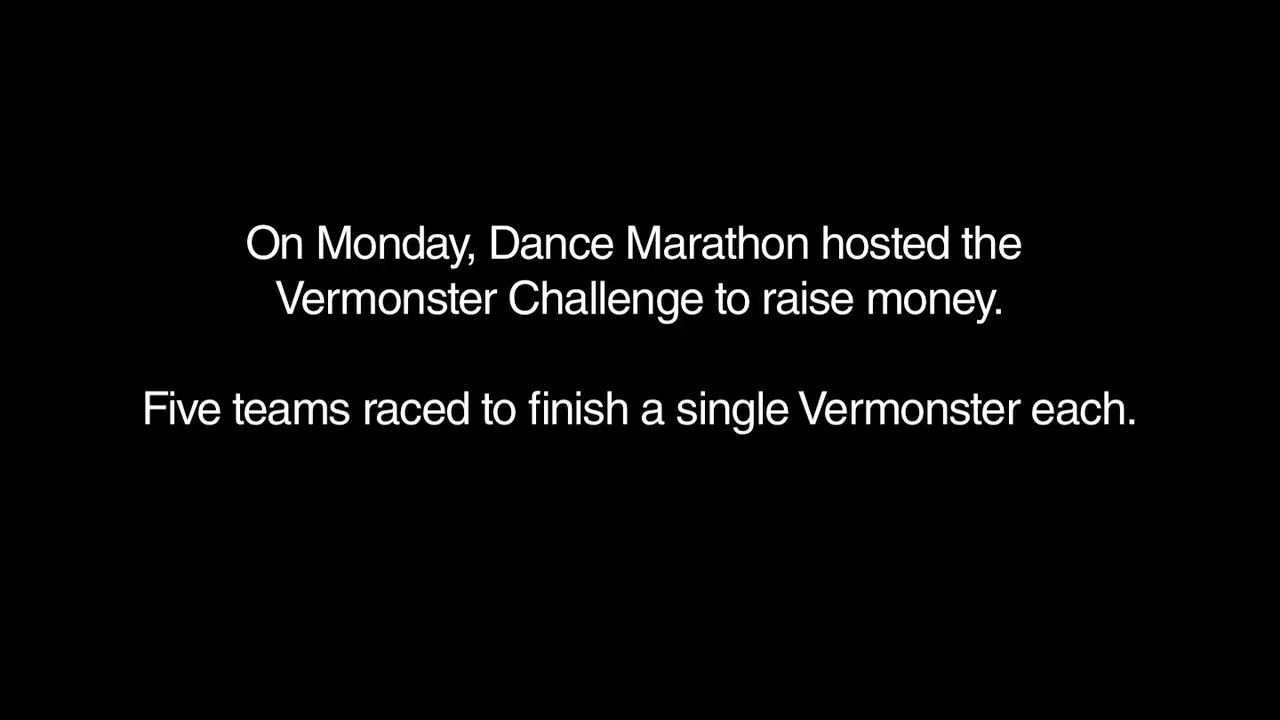 On Monday, Dance Marathon hosted the
Vermonster Challenge to raise money.
Five teams raced to finish a single Vermonster each.